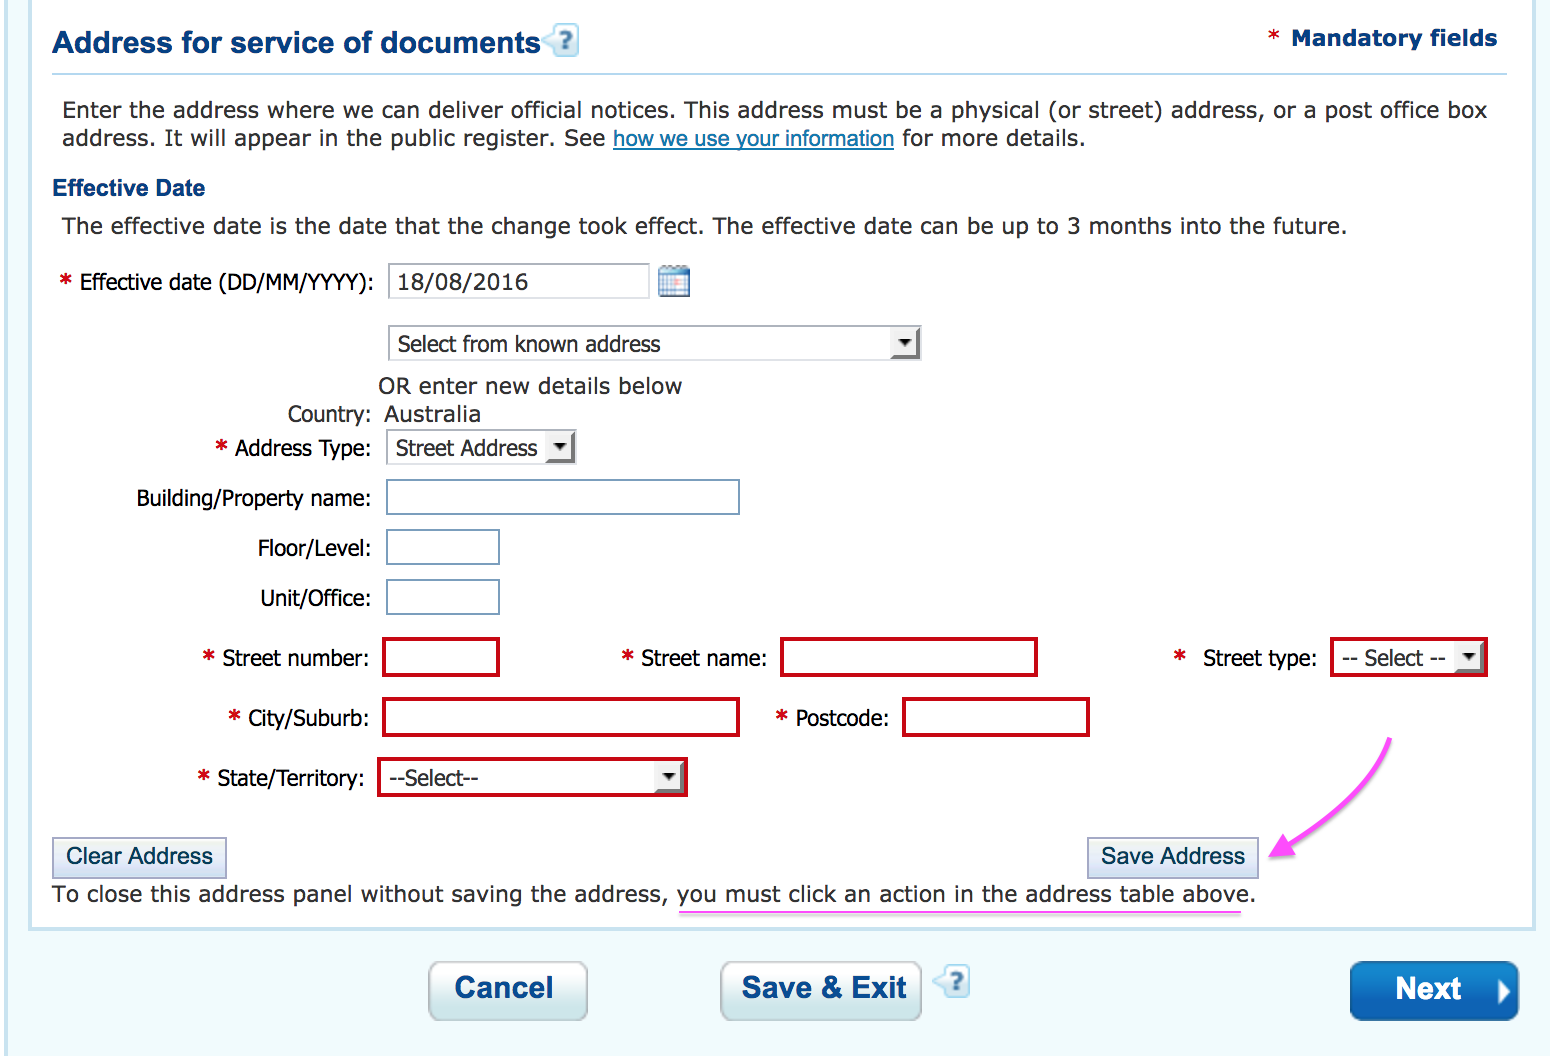 Address for service of documents ?
* Mandatory fields
Enter the address where we can deliver official notices. This address must be a physical (or street) address, or a post office box
address. It will appear in the public register. See how we use your information for more details.
Effective Date
The effective date is the date that the change took effect. The effective date can be up to 3 months into the future.
* Effective date (DD/MM/YYYY): 18/08/2016
Select from known address
OR enter new details below
Country: Australia
* Address Type: Street Address
Building/Property name:
Floor/Level:
Unit/Office:
* Street number: * Street name: * Street type: -- Select --
* City/Suburb: * Postcode:
* State/Territory: --Select--
Clear Address Save Address
To close this address panel without saving the address, you must click an action in the address table above.
Cancel Save & Exit ? Next